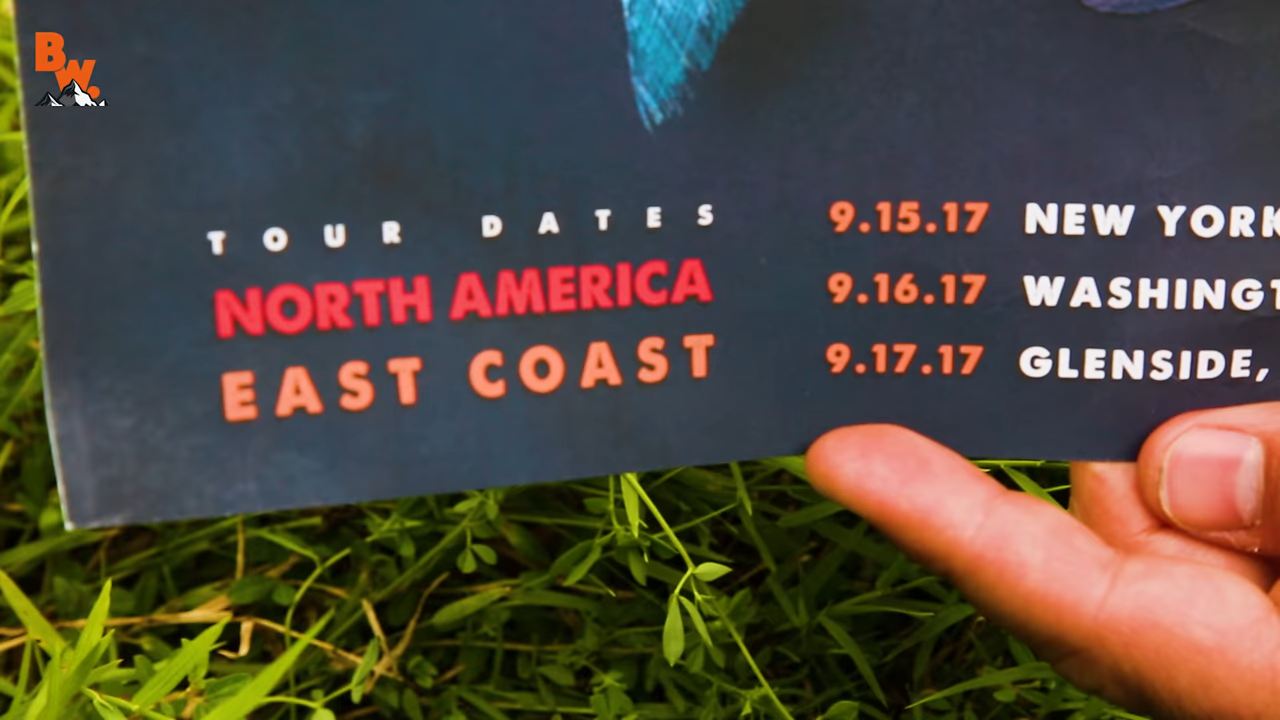 BW.
TOUR DATES
NORTH AMERICA
EAST COAST
9.15.17 NEW YORK
9.16.17
9.17.17 GLENSIDE,